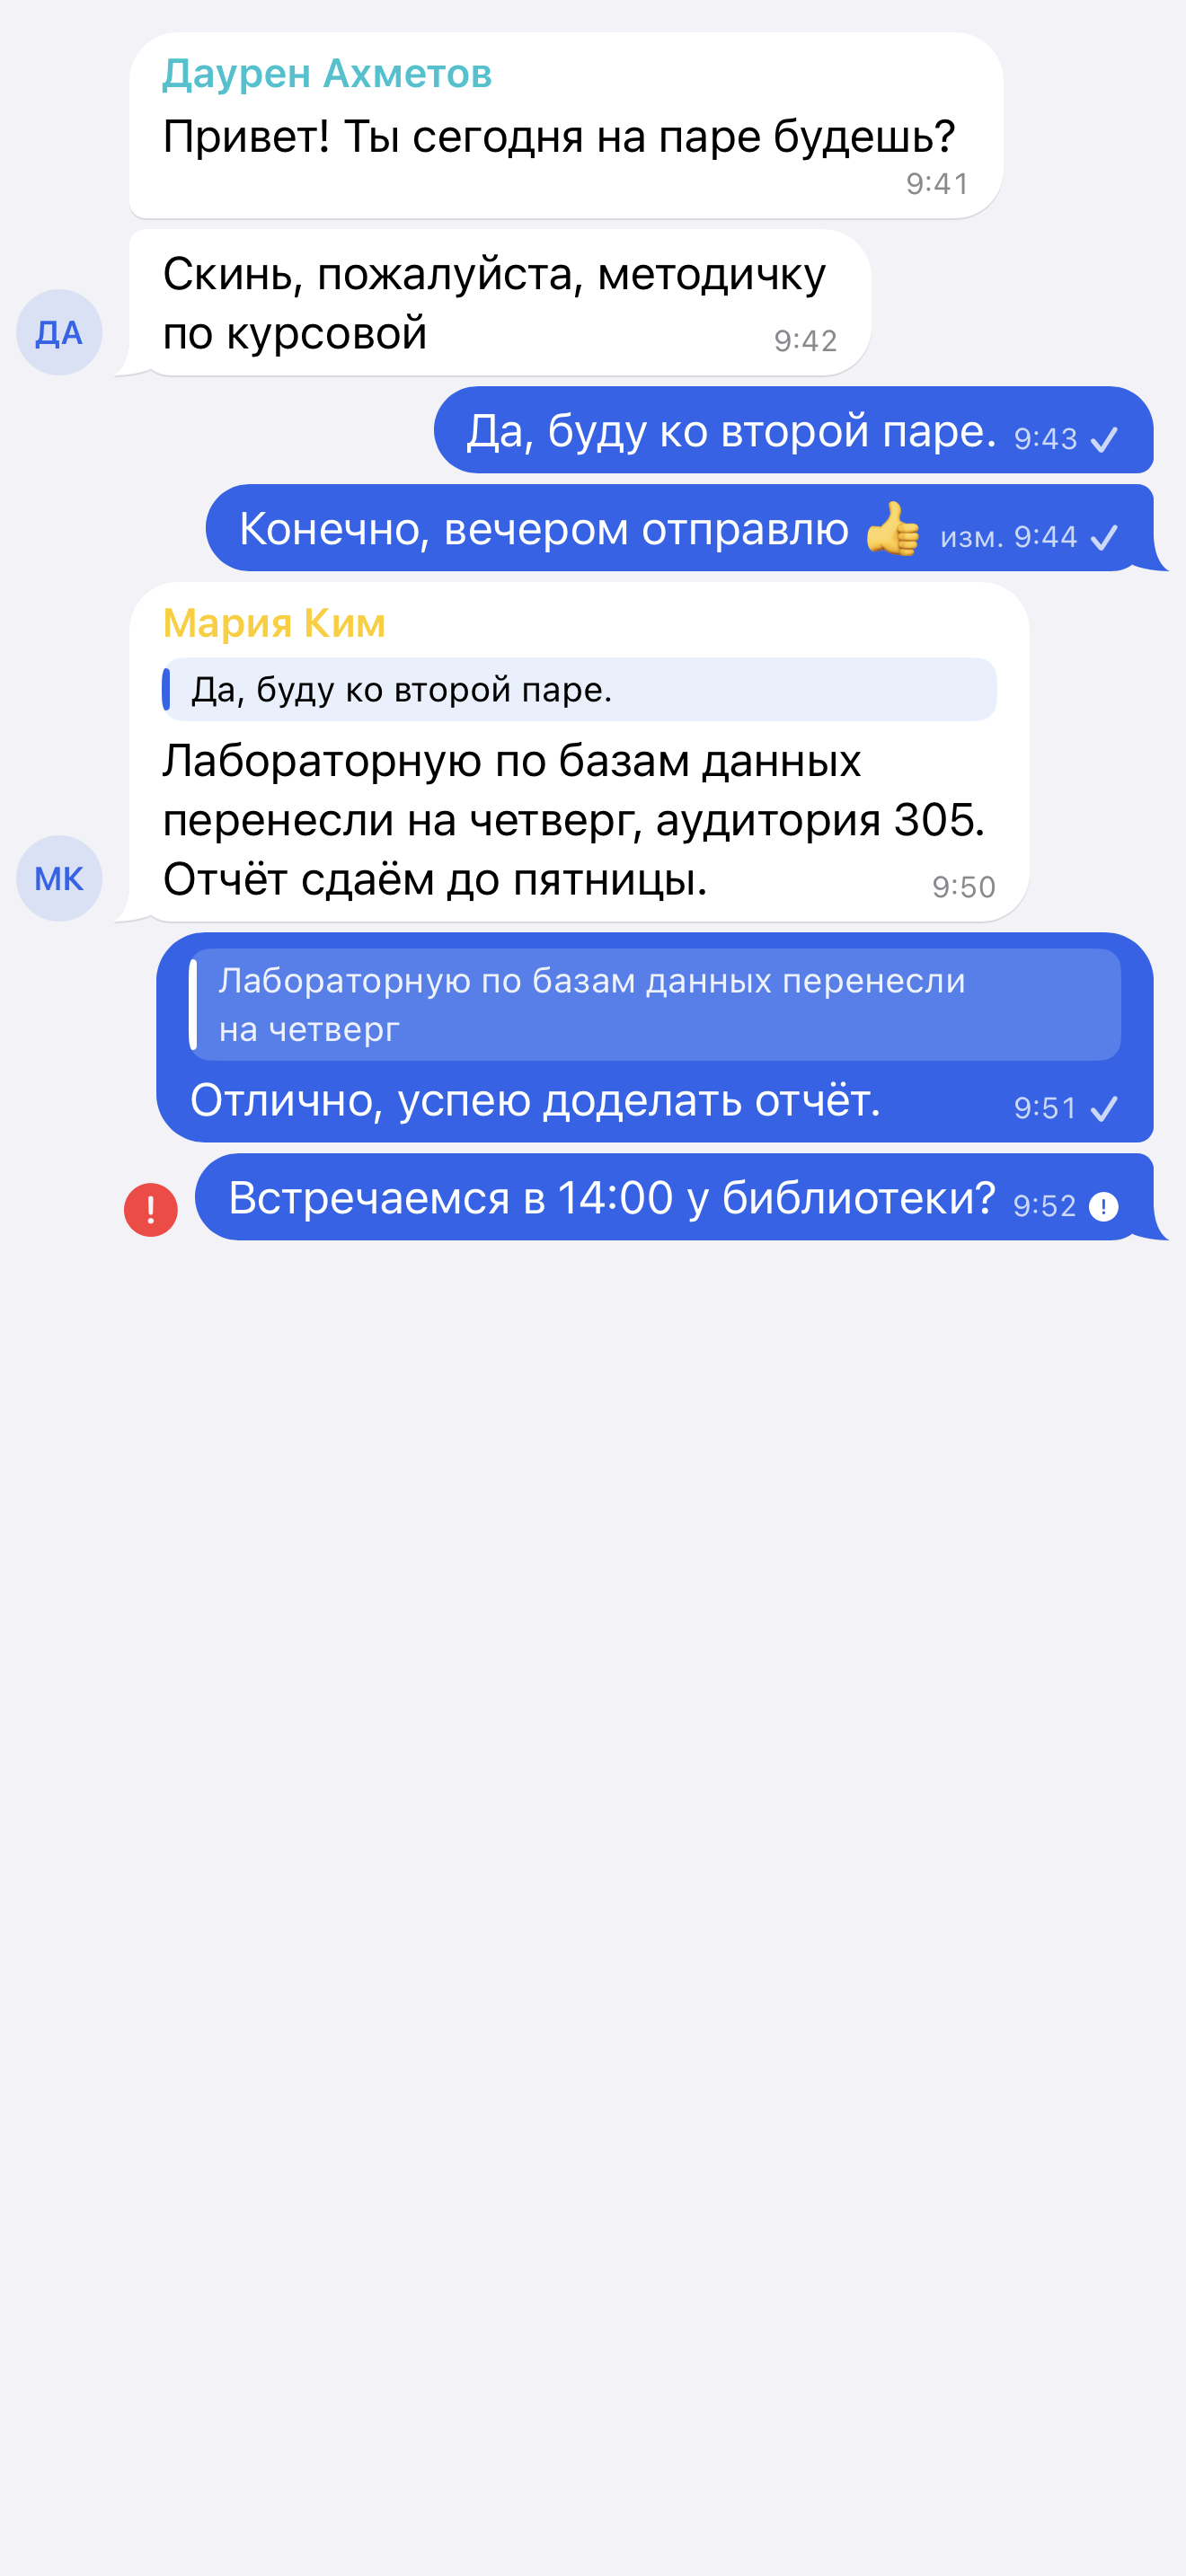 Даурен Ахметов
Привет! Ты сегодня на паре будешь?
9:41
Скинь, пожалуйста, методичку
по курсовой 9:42
ДА
Да, буду ко второй паре. 9:43
Конечно, вечером отправлю 👍 изм. 9:44
Мария Ким
Да, буду ко второй паре.
Лабораторную по базам данных
перенесли на четверг, аудитория 305.
Отчёт сдаём до пятницы. 9:50
МК
Лабораторную по базам данных перенесли
на четверг
Отлично, успею доделать отчёт. 9:51
Встречаемся в 14:00 у библиотеки? 9:52